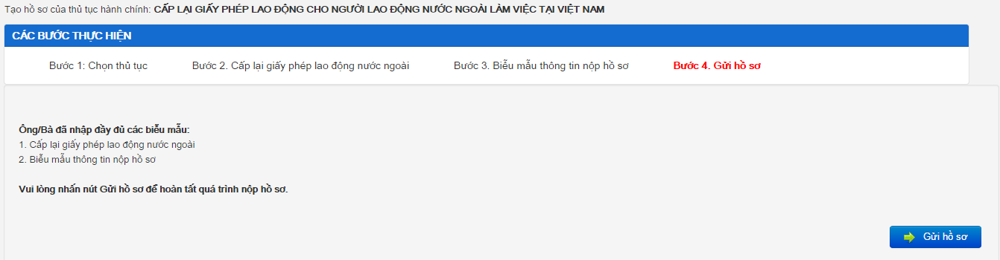 Tạo hồ sơ của thủ tục hành chính: CẤP LẠI GIẤY PHÉP LAO ĐỘNG CHO NGƯỜI LAO ĐỘNG NƯỚC NGOÀI LÀM VIỆC TẠI VIỆT NAM
CÁC BƯỚC THỰC HIỆN
Bước 1: Chọn thủ tục Bước 2. Cấp lại giấy phép lao động nước ngoài Bước 3. Biễu mẫu thông tin nộp hồ sơ Bước 4. Gửi hồ sơ
Ông/Bà đã nhập đầy đủ các biễu mẫu:
1. Cấp lại giấy phép lao động nước ngoài
2. Biễu mẫu thông tin nộp hồ sơ
Vui lòng nhấn nút Gửi hồ sơ để hoàn tất quá trình nộp hồ sơ.
Gửi hồ sơ